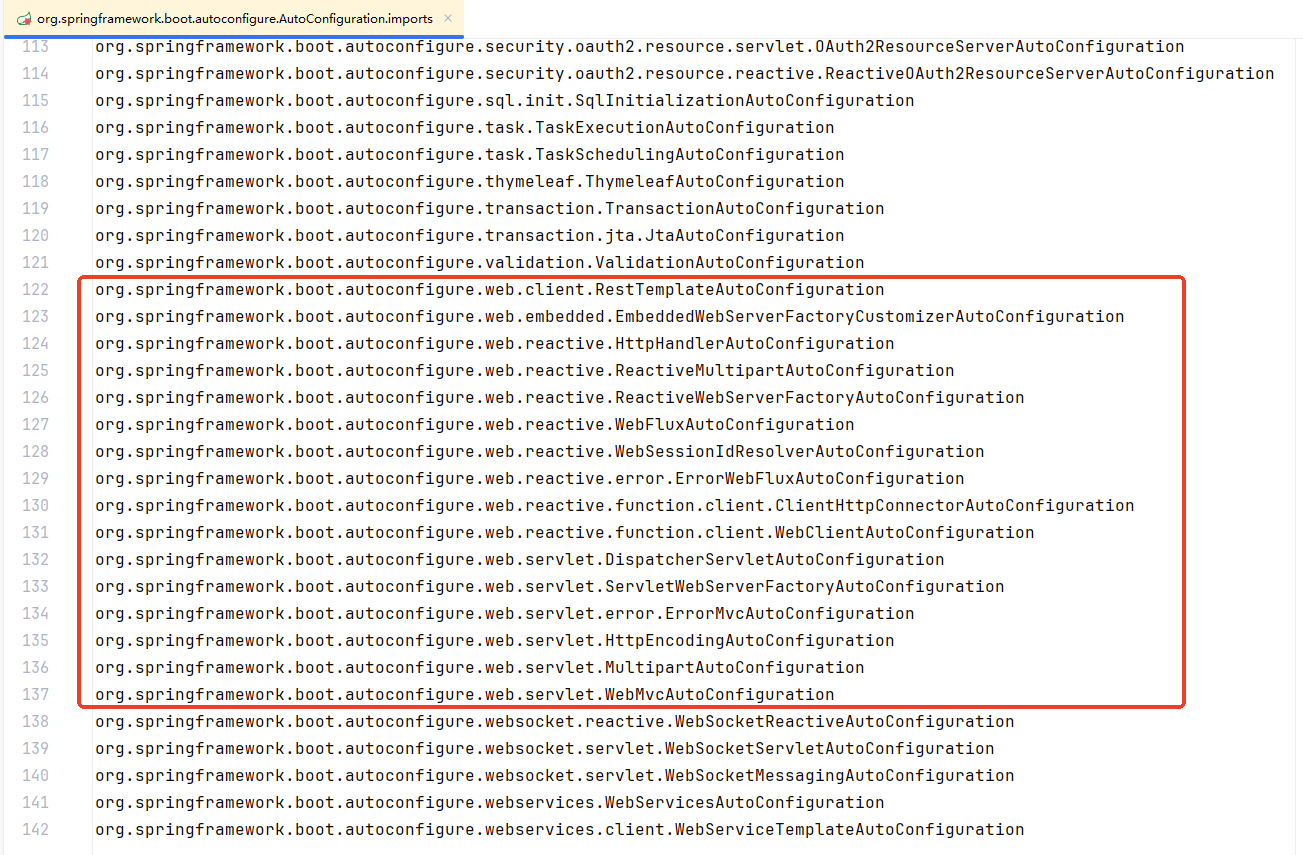 org.springframework.boot.autoconfigure.AutoConfiguration.imports ×
113 org.springframework.boot.autoconfigure.security.oauth2.resource.servlet.OAuth2ResourceServerAutoConfiguration
114 org.springframework.boot.autoconfigure.security.oauth2.resource.reactive.ReactiveOAuth2ResourceServerAutoConfiguration
115 org.springframework.boot.autoconfigure.sql.init.SqlInitializationAutoConfiguration
116 org.springframework.boot.autoconfigure.task.TaskExecutionAutoConfiguration
117 org.springframework.boot.autoconfigure.task.TaskSchedulingAutoConfiguration
118 org.springframework.boot.autoconfigure.thymeleaf.ThymeleafAutoConfiguration
119 org.springframework.boot.autoconfigure.transaction.TransactionAutoConfiguration
120 org.springframework.boot.autoconfigure.transaction.jta.JtaAutoConfiguration
121 org.springframework.boot.autoconfigure.validation.ValidationAutoConfiguration
122 org.springframework.boot.autoconfigure.web.client.RestTemplateAutoConfiguration
123 org.springframework.boot.autoconfigure.web.embedded.EmbeddedWebServerFactoryCustomizerAutoConfiguration
124 org.springframework.boot.autoconfigure.web.reactive.HttpHandlerAutoConfiguration
125 org.springframework.boot.autoconfigure.web.reactive.ReactiveMultipartAutoConfiguration
126 org.springframework.boot.autoconfigure.web.reactive.ReactiveWebServerFactoryAutoConfiguration
127 org.springframework.boot.autoconfigure.web.reactive.WebFluxAutoConfiguration
128 org.springframework.boot.autoconfigure.web.reactive.WebSessionIdResolverAutoConfiguration
129 org.springframework.boot.autoconfigure.web.reactive.error.ErrorWebFluxAutoConfiguration
130 org.springframework.boot.autoconfigure.web.reactive.function.client.ClientHttpConnectorAutoConfiguration
131 org.springframework.boot.autoconfigure.web.reactive.function.client.WebClientAutoConfiguration
132 org.springframework.boot.autoconfigure.web.servlet.DispatcherServletAutoConfiguration
133 org.springframework.boot.autoconfigure.web.servlet.ServletWebServerFactoryAutoConfiguration
134 org.springframework.boot.autoconfigure.web.servlet.error.ErrorMvcAutoConfiguration
135 org.springframework.boot.autoconfigure.web.servlet.HttpEncodingAutoConfiguration
136 org.springframework.boot.autoconfigure.web.servlet.MultipartAutoConfiguration
137 org.springframework.boot.autoconfigure.web.servlet.WebMvcAutoConfiguration
138 org.springframework.boot.autoconfigure.websocket.reactive.WebSocketReactiveAutoConfiguration
139 org.springframework.boot.autoconfigure.websocket.servlet.WebSocketServletAutoConfiguration
140 org.springframework.boot.autoconfigure.websocket.servlet.WebSocketMessagingAutoConfiguration
141 org.springframework.boot.autoconfigure.webservices.WebServicesAutoConfiguration
142 org.springframework.boot.autoconfigure.webservices.client.WebServiceTemplateAutoConfiguration